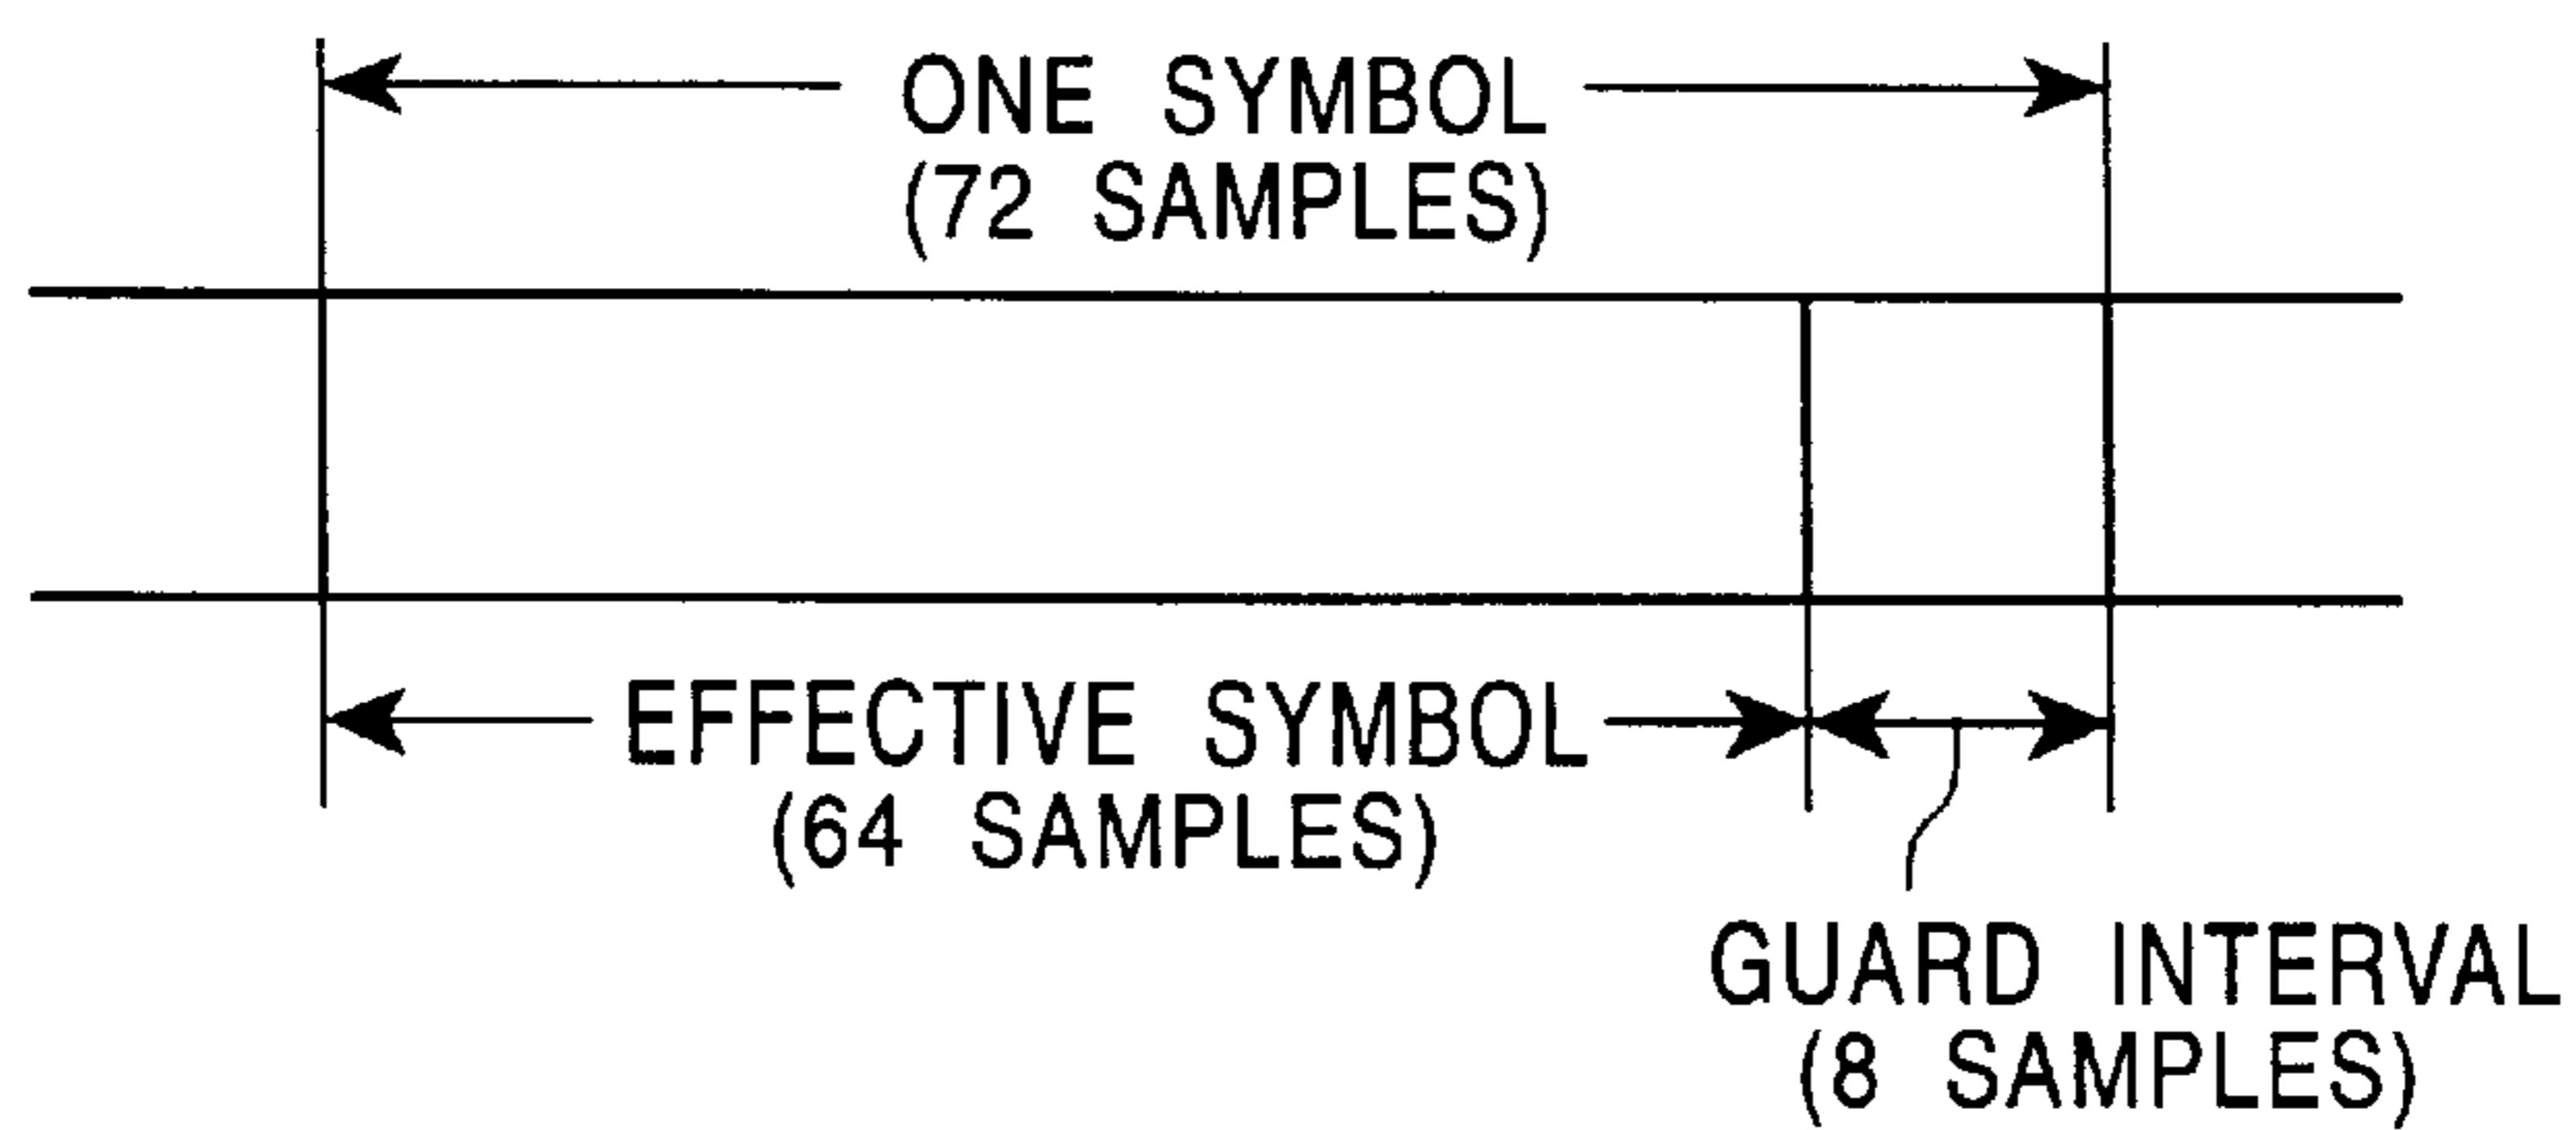 ONE SYMBOL
(72 SAMPLES)
EFFECTIVE SYMBOL
(64 SAMPLES)
GUARD INTERVAL
(8 SAMPLES)